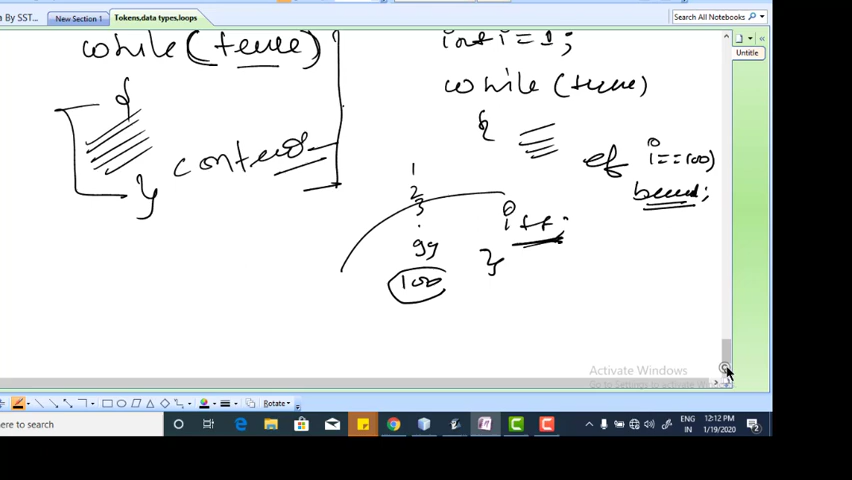 a By SST...
New Section 1
Tokens,data types,loops
Search All Notebooks
Untitle
while (true)
{
}
int i = 1;
while (true)
{
if i==100)
break;
i++;
}
1
2
3
.
99
100
Activate Windows
Go to Settings to activate Windows
Rotate
ere to search
ENG
IN
12:12 PM
1/19/2020
2